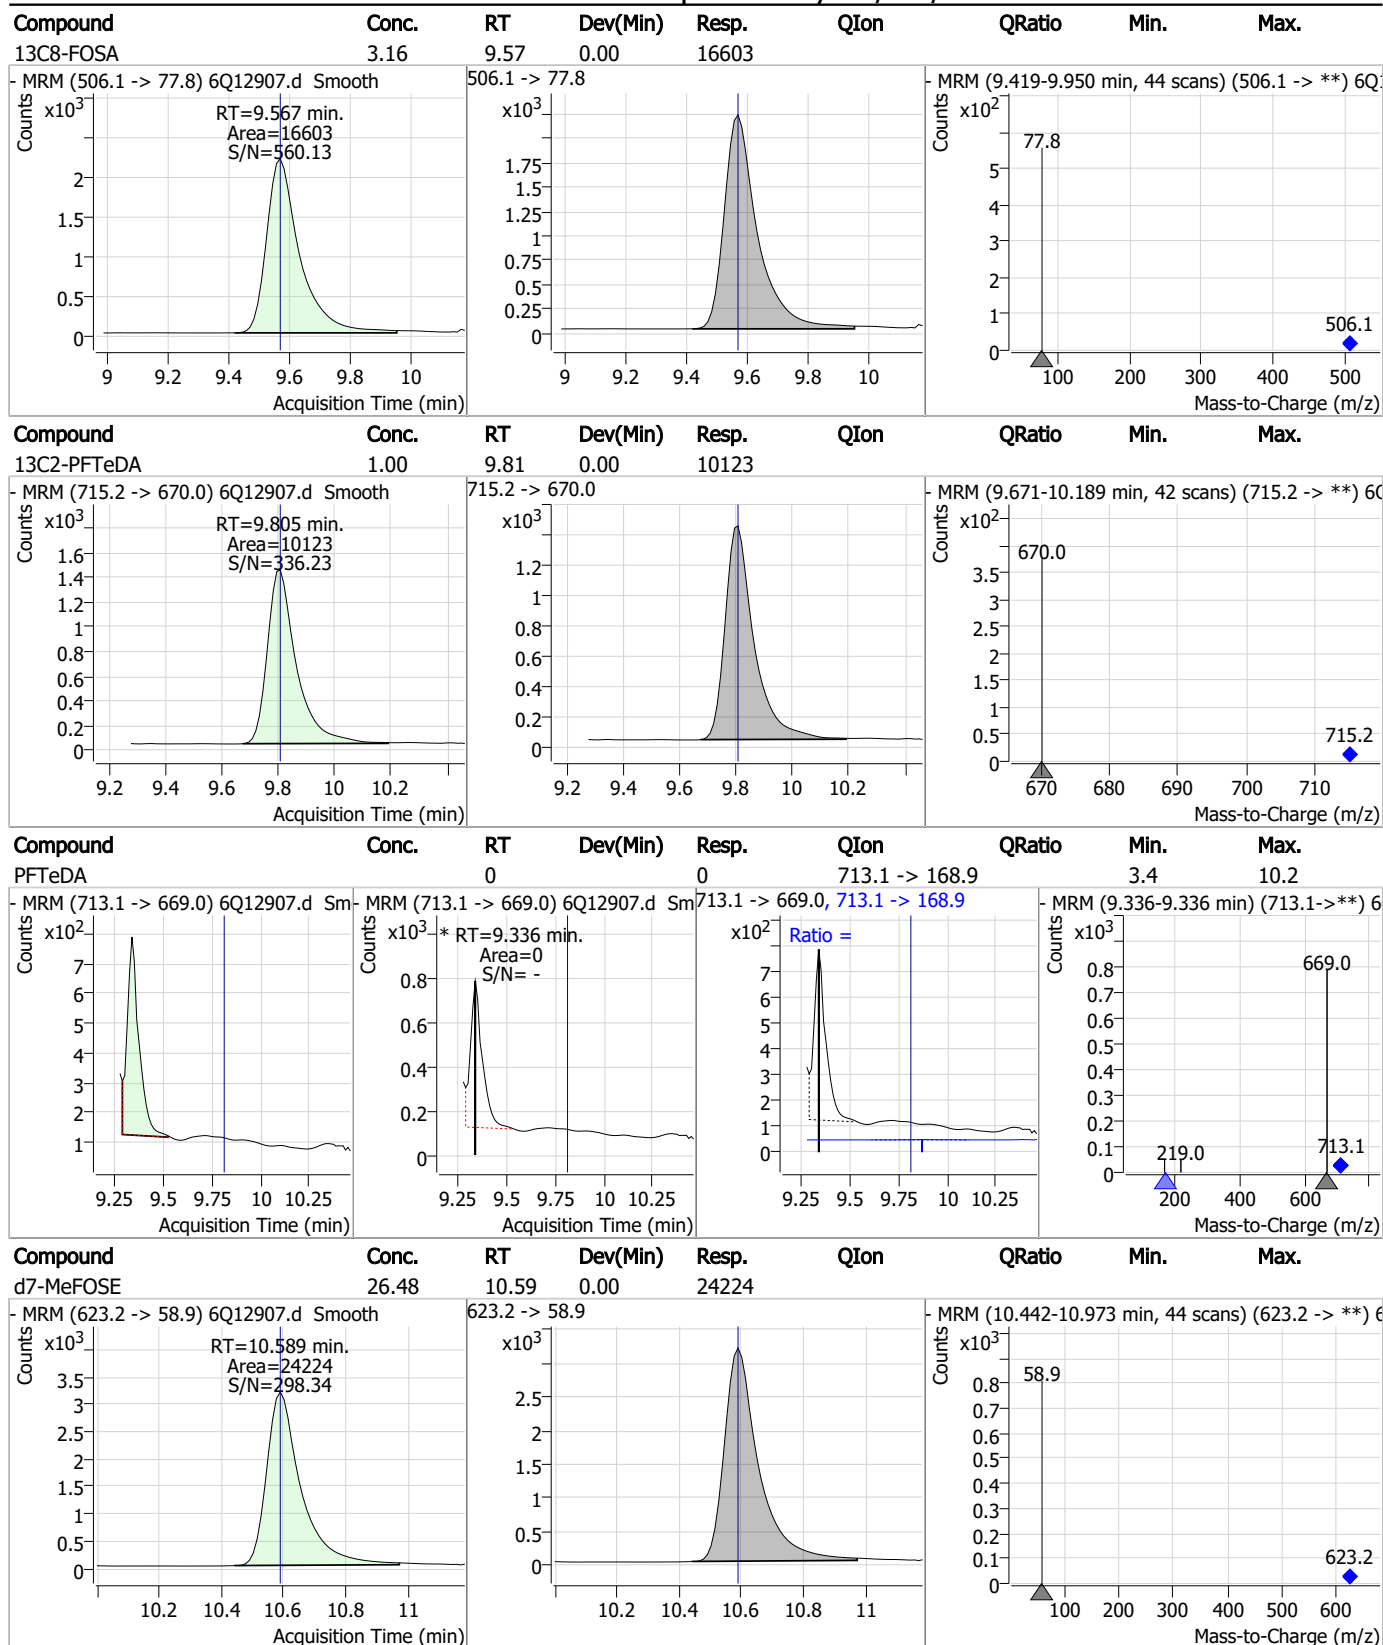 Compound Conc. RT Dev(Min) Resp. QIon QRatio Min. Max.
13C8-FOSA 3.16 9.57 0.00 16603
- MRM (506.1 -> 77.8) 6Q12907.d Smooth
Counts
x10³
RT=9.567 min.
Area=16603
S/N=560.13
2
1.5
1
0.5
0
9 9.2 9.4 9.6 9.8 10
Acquisition Time (min)
506.1 -> 77.8
x10³
1.75
1.5
1.25
1
0.75
0.5
0.25
0
9 9.2 9.4 9.6 9.8 10
- MRM (9.419-9.950 min, 44 scans) (506.1 -> **) 6Q1
Counts
x10²
77.8
5
4
3
2
1
0
506.1
100 200 300 400 500
Mass-to-Charge (m/z)
Compound Conc. RT Dev(Min) Resp. QIon QRatio Min. Max.
13C2-PFTeDA 1.00 9.81 0.00 10123
- MRM (715.2 -> 670.0) 6Q12907.d Smooth
Counts
x10³
RT=9.805 min.
Area=10123
S/N=336.23
1.6
1.4
1.2
1
0.8
0.6
0.4
0.2
0
9.2 9.4 9.6 9.8 10 10.2
Acquisition Time (min)
715.2 -> 670.0
x10³
1.2
1
0.8
0.6
0.4
0.2
0
9.2 9.4 9.6 9.8 10 10.2
- MRM (9.671-10.189 min, 42 scans) (715.2 -> **)
Counts
x10²
670.0
3.5
3
2.5
2
1.5
1
0.5
0
715.2
670 680 690 700 710
Mass-to-Charge (m/z)
Compound Conc. RT Dev(Min) Resp. QIon QRatio Min. Max.
PFTeDA 0 0 713.1 -> 168.9 3.4 10.2
- MRM (713.1 -> 669.0) 6Q12907.d Sm
Counts
x10²
7
6
5
4
3
2
1
9.25 9.5 9.75 10 10.25
Acquisition Time (min)
- MRM (713.1 -> 669.0) 6Q12907.d Sm
Counts
x10³
* RT=9.336 min.
Area=0
S/N= -
0.8
0.6
0.4
0.2
0
9.25 9.5 9.75 10 10.25
Acquisition Time (min)
713.1 -> 669.0, 713.1 -> 168.9
x10²
Ratio =
7
6
5
4
3
2
1
0
9.25 9.5 9.75 10 10.25
- MRM (9.336-9.336 min) (713.1->**) 6
Counts
x10³
669.0
0.8
0.7
0.6
0.5
0.4
0.3
0.2
0.1
0
219.0
713.1
200 400 600
Mass-to-Charge (m/z)
Compound Conc. RT Dev(Min) Resp. QIon QRatio Min. Max.
d7-MeFOSE 26.48 10.59 0.00 24224
- MRM (623.2 -> 58.9) 6Q12907.d Smooth
Counts
x10³
RT=10.589 min.
Area=24224
S/N=298.34
3.5
3
2.5
2
1.5
1
0.5
0
10.2 10.4 10.6 10.8 11
Acquisition Time (min)
623.2 -> 58.9
x10³
2.5
2
1.5
1
0.5
0
10.2 10.4 10.6 10.8 11
- MRM (10.442-10.973 min, 44 scans) (623.2 -> **) 6
Counts
x10³
58.9
0.8
0.7
0.6
0.5
0.4
0.3
0.2
0.1
0
623.2
100 200 300 400 500 600
Mass-to-Charge (m/z)